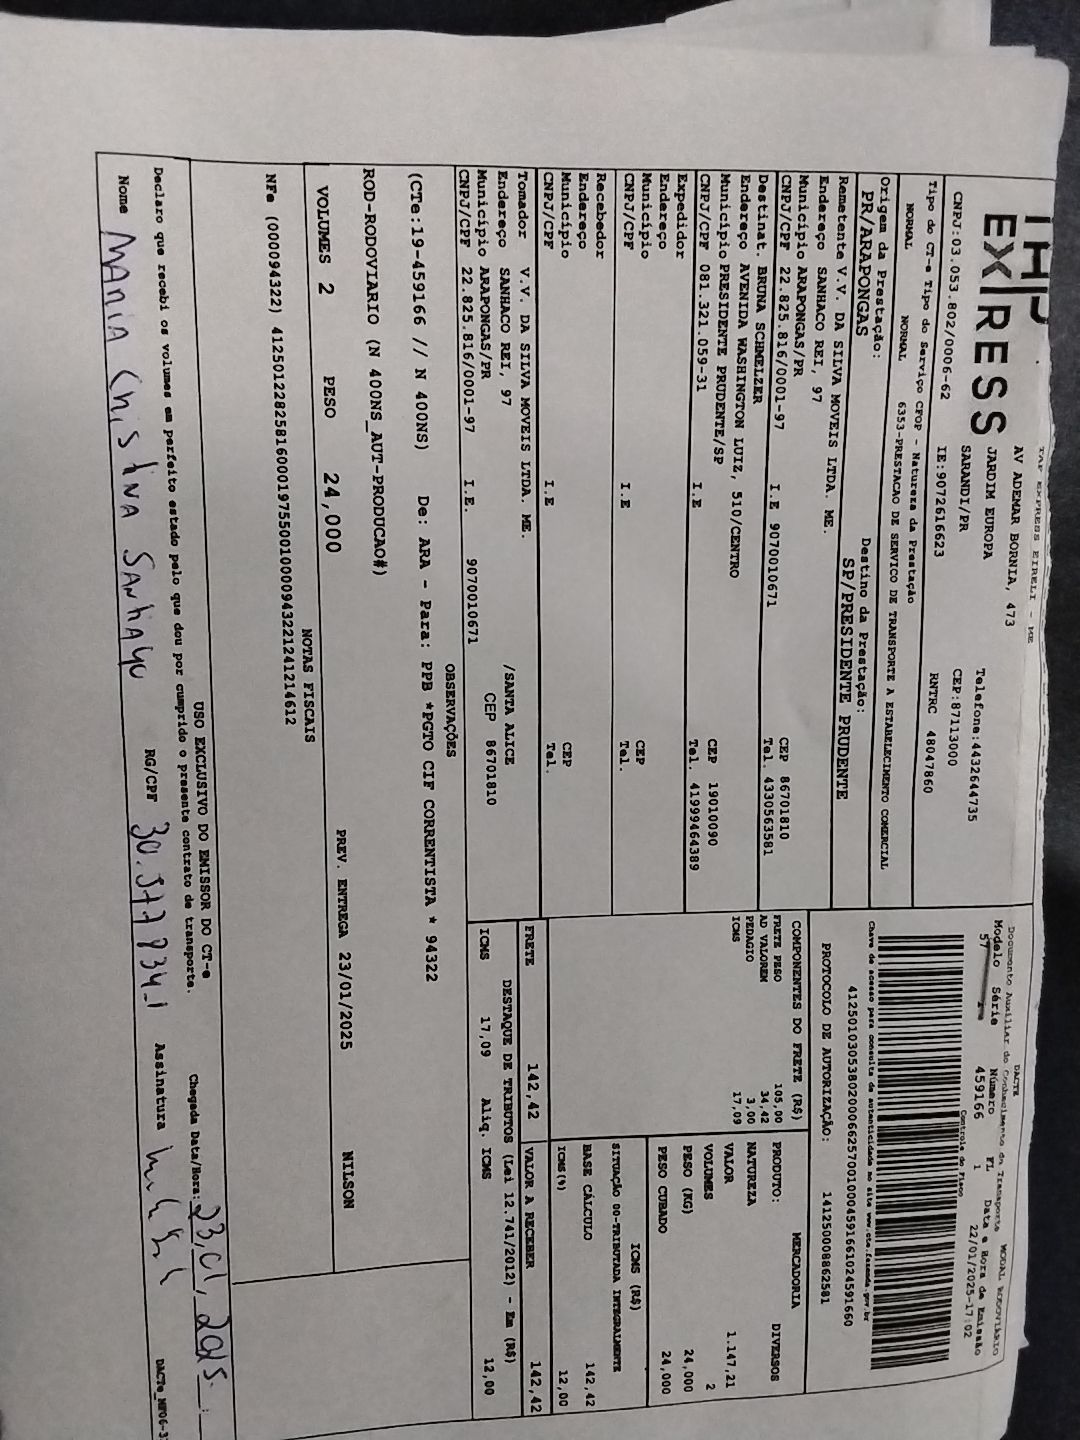 THP EXPRESS
TAF EXPRESS EIRELI - ME
AV ADEMAR BORNIA, 473
JARDIM EUROPA
SARANDI/PR
Telefone:4432644735
CEP:87113000
CNPJ:03.053.802/0006-62 IE:9072616623 RNTRC 48047860
Tipo do CT-e Tipo do Serviço CFOP - Natureza da Prestação
NORMAL NORMAL 6353-PRESTACAO DE SERVICO DE TRANSPORTE A ESTABELECIMENTO COMERCIAL
Origem da Prestação: Destino da Prestação:
PR/ARAPONGAS SP/PRESIDENTE PRUDENTE
Remetente V.V. DA SILVA MOVEIS LTDA. ME.
Endereço SANHACO REI, 97
Município ARAPONGAS/PR CEP 86701810
CNPJ/CPF 22.825.816/0001-97 I.E 9070010671 Tel. 4330563581
Destinat. BRUNA SCHMELZER
Endereço AVENIDA WASHINGTON LUIZ, 510/CENTRO
Município PRESIDENTE PRUDENTE/SP CEP 19010090
CNPJ/CPF 081.321.059-31 I.E Tel. 41999464389
Expedidor
Endereço
Município CEP
CNPJ/CPF I.E Tel.
Recebedor
Endereço
Município CEP
CNPJ/CPF I.E Tel.
Tomador V.V. DA SILVA MOVEIS LTDA. ME.
Endereço SANHACO REI, 97 /SANTA ALICE
Município ARAPONGAS/PR CEP 86701810
CNPJ/CPF 22.825.816/0001-97 I.E. 9070010671
DACTE
Documento Auxiliar do Conhecimento de Transporte MODAL RODOVIÁRIO
Modelo Série Número FL Data e Hora de Emissão
57 459166 1 22/01/2025-17:02
Controle do Fisco
Chave de acesso para consulta de autenticidade no site www.cte.fazenda.gov.br
41250103053802000662570010004591661024591660
PROTOCOLO DE AUTORIZAÇÃO: 141250008862581
COMPONENTES DO FRETE (R$)
FRETE PESO 105,00
AD VALOREM 34,42
PEDAGIO 3,00
ICMS 17,09
MERCADORIA
PRODUTO: DIVERSOS
NATUREZA
VALOR 1.147,21
VOLUMES 2
PESO (KG) 24,000
PESO CUBADO 24,000
ICMS (R$)
SITUAÇÃO 00-TRIBUTADA INTEGRALMENTE
BASE CÁLCULO 142,42
ICMS(%) 12,00
FRETE 142,42 VALOR A RECEBER 142,42
DESTAQUE DE TRIBUTOS (Lei 12.741/2012) - Em (R$)
ICMS 17,09 Aliq. ICMS 12,00
OBSERVAÇÕES
(CTe:19-459166 // N 400NS) De: ARA - Para: PPB *PGTO CIF CORRENTISTA * 94322
ROD-RODOVIARIO (N 400NS_AUT-PRODUCAO#)
VOLUMES 2 PESO 24,000 PREV. ENTREGA 23/01/2025 NILSON
NOTAS FISCAIS
NFe (000094322) 41250122825816000197550010000943221241214612
USO EXCLUSIVO DO EMISSOR DO CT-e
Declaro que recebi os volumes em perfeito estado pelo que dou por cumprido o presente contrato de transporte. Chegada Data/Hora: 23,01,2025 :
Nome MARIA CHISTINA SANTIAGO RG/CPF Assinatura